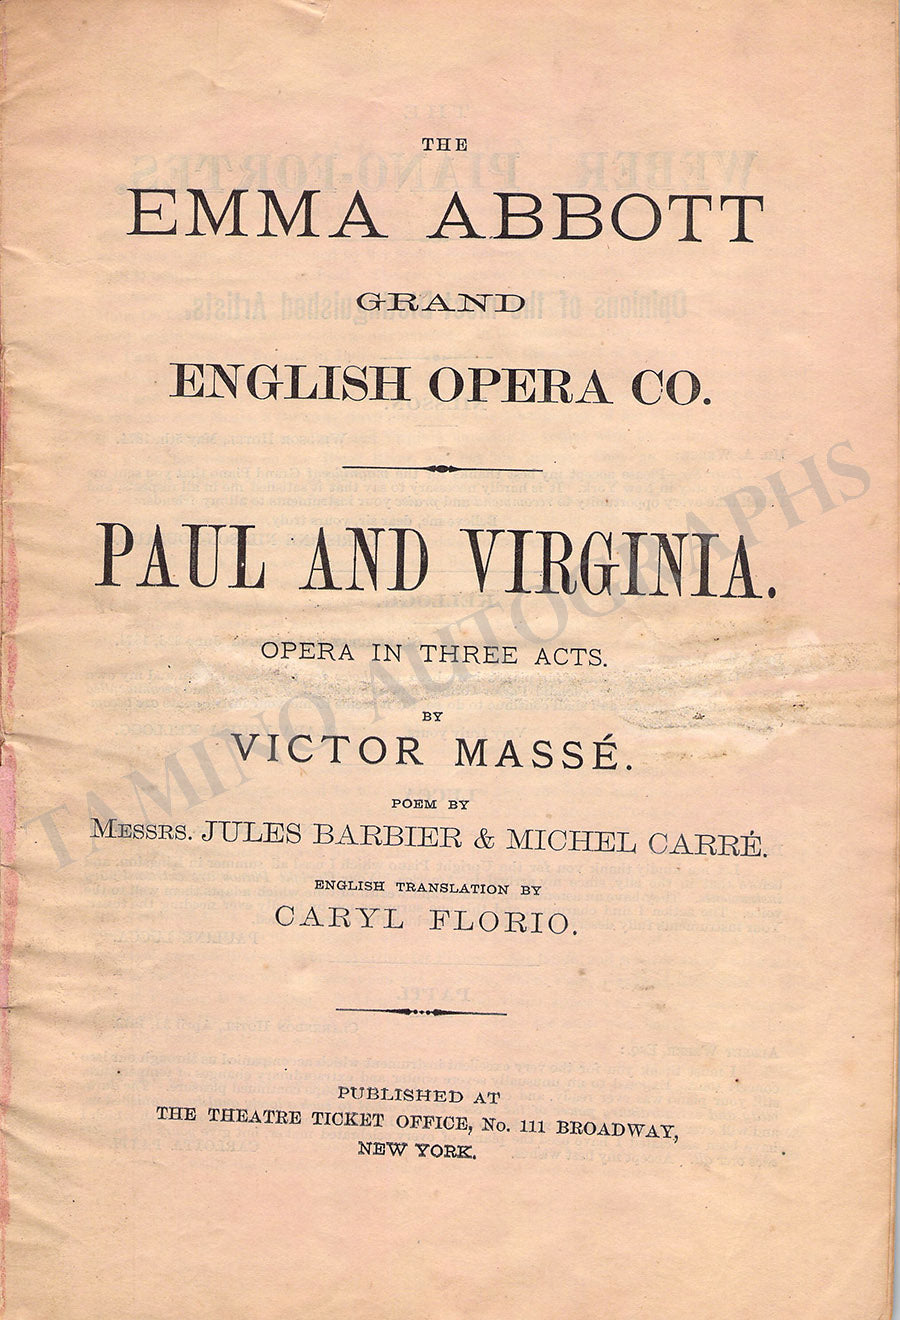 THE
EMMA ABBOTT
GRAND
ENGLISH OPERA CO.
PAUL AND VIRGINIA.
OPERA IN THREE ACTS.
BY
VICTOR MASSÉ.
POEM BY
MESSRS. JULES BARBIER & MICHEL CARRÉ.
ENGLISH TRANSLATION BY
CARYL FLORIO.
PUBLISHED AT
THE THEATRE TICKET OFFICE, No. 111 BROADWAY,
NEW YORK.
TAMINO AUTOGRAPHS